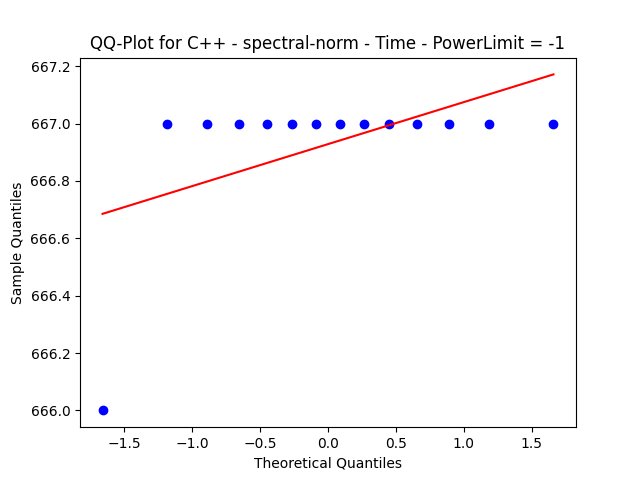 QQ-Plot for C++ - spectral-norm - Time - PowerLimit = -1
667.2
667.0
666.8
666.6
666.4
666.2
666.0
Sample Quantiles
−1.5 −1.0 −0.5 0.0 0.5 1.0 1.5
Theoretical Quantiles